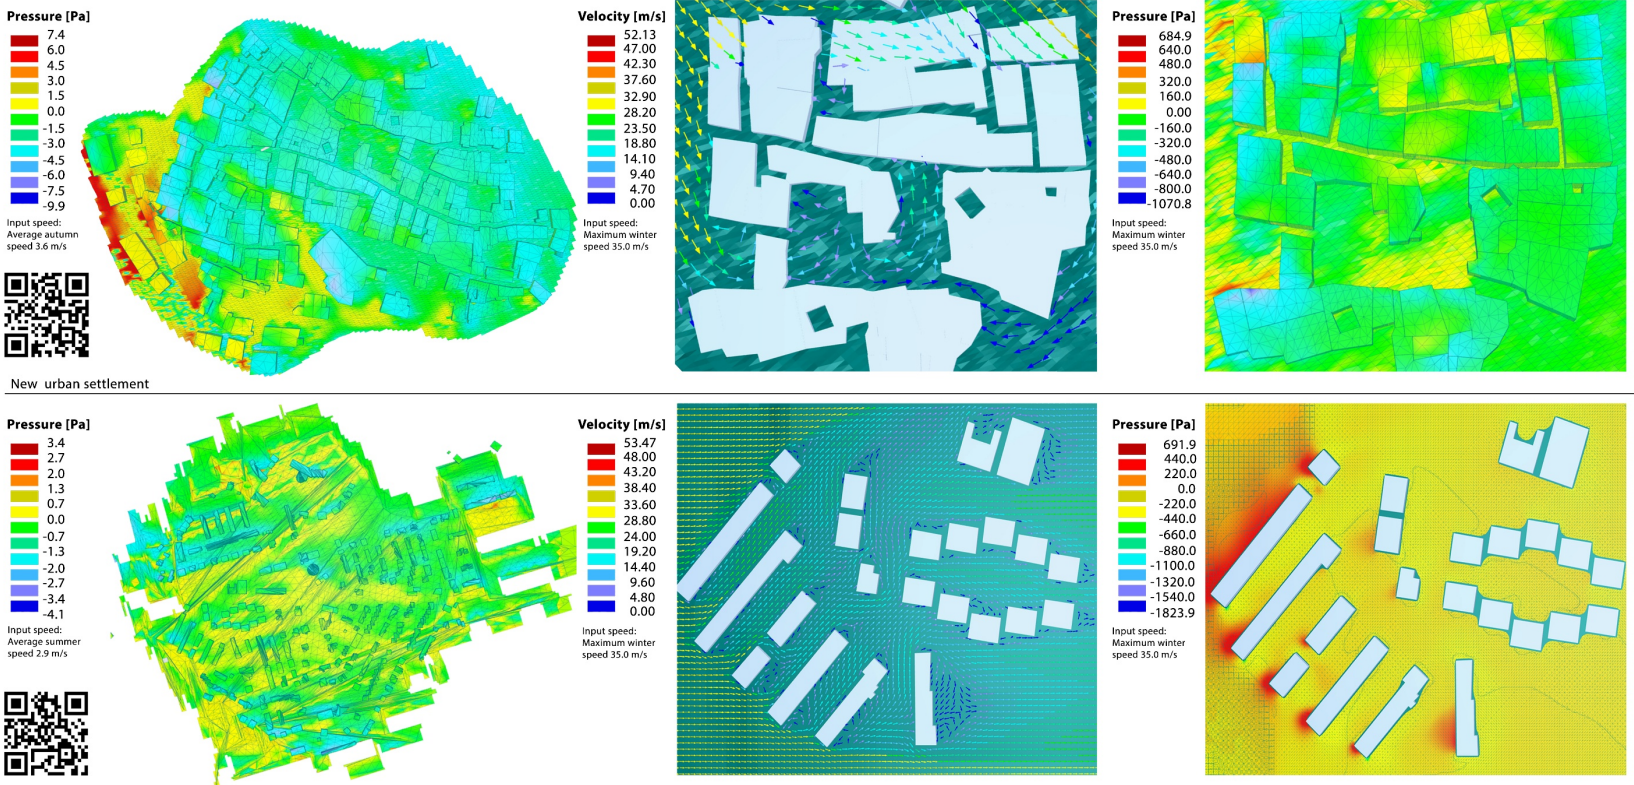 Pressure [Pa]
7.4
6.0
4.5
3.0
1.5
0.0
-1.5
-3.0
-4.5
-6.0
-7.5
-9.9
Input speed:
Average autumn
speed 3.6 m/s
Velocity [m/s]
52.13
47.00
42.30
37.60
32.90
28.20
23.50
18.80
14.10
9.40
4.70
0.00
Input speed:
Maximum winter
speed 35.0 m/s
Pressure [Pa]
684.9
640.0
480.0
320.0
160.0
0.00
-160.0
-320.0
-480.0
-640.0
-800.0
-1070.8
Input speed:
Maximum winter
speed 35.0 m/s
New urban settlement
Pressure [Pa]
3.4
2.7
2.0
1.3
0.7
0.0
-0.7
-1.3
-2.0
-2.7
-3.4
-4.1
Input speed:
Average summer
speed 2.9 m/s
Velocity [m/s]
53.47
48.00
43.20
38.40
33.60
28.80
24.00
19.20
14.40
9.60
4.80
0.00
Input speed:
Maximum winter
speed 35.0 m/s
Pressure [Pa]
691.9
440.0
220.0
0.0
-220.0
-440.0
-660.0
-880.0
-1100.0
-1320.0
-1540.0
-1823.9
Input speed:
Maximum winter
speed 35.0 m/s